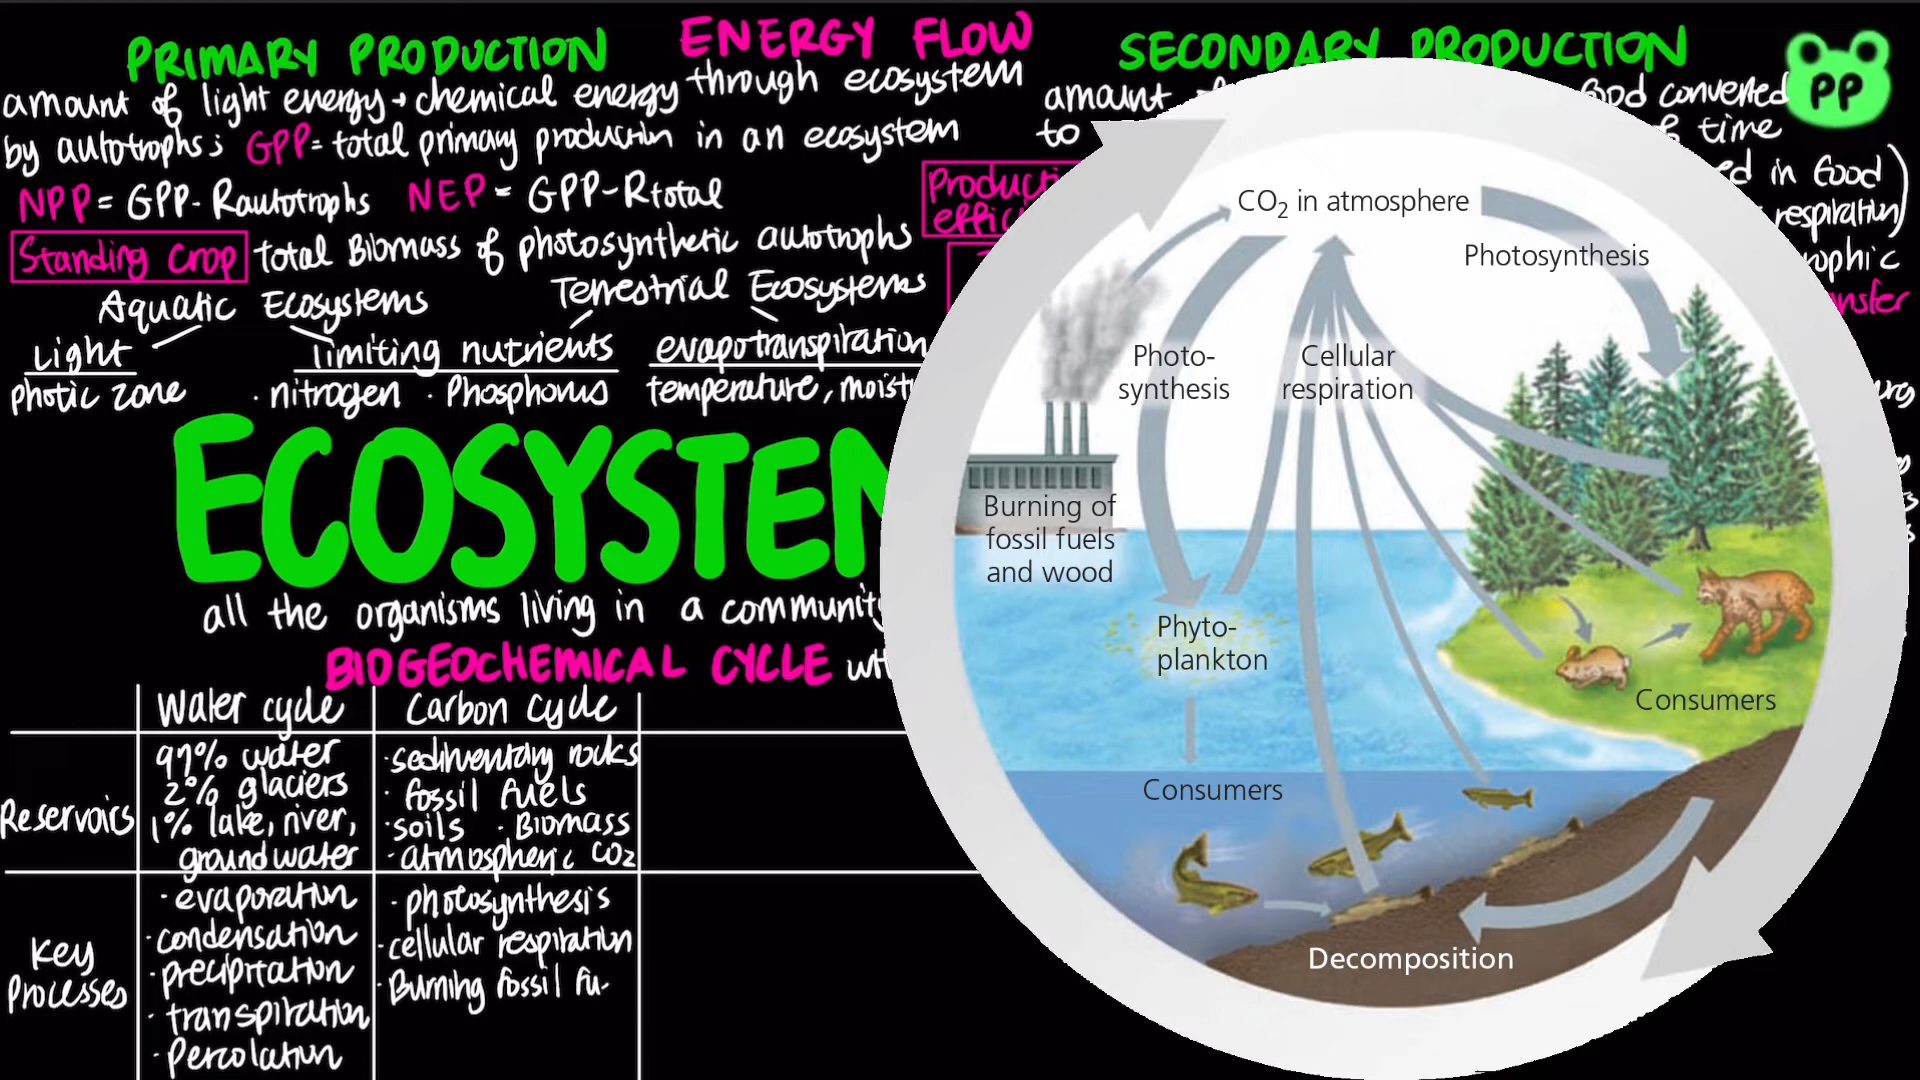 PRIMARY PRODUCTION
ENERGY FLOW
through ecosystem
amount of light energy → chemical energy
by autotrophs; GPP = total primary production in an ecosystem
NPP = GPP - Rautotrophs NEP = GPP-Rtotal
Standing Crop total Biomass of photosynthetic autotrophs
Aquatic Ecosystems
Terrestrial Ecosystems
Light
photic zone
limiting nutrients
· nitrogen · Phosphorus
evapotranspiration
temperature, moist
SECONDARY PRODUCTION
PP
amount
food converted
to
of time
Producti
effici
ed in food
respiration)
rophic
ansfer
ECOSYSTEM
all the organisms living in a community
BIOGEOCHEMICAL CYCLE
Water cycle
Carbon cycle
Reservoirs
97% water
2% glaciers
1% lake, river,
groundwater
·sedimentary rocks
· fossil fuels
·soils · Biomass
·atmospheric CO2
Key
Processes
· evaporation
·condensation
·precipitation
· transpiration
· percolation
· photosynthesis
·cellular respiration
·Burning fossil fu
CO2 in atmosphere
Photosynthesis
Photo-
synthesis
Cellular
respiration
Burning of
fossil fuels
and wood
Phyto-
plankton
Consumers
Consumers
Decomposition